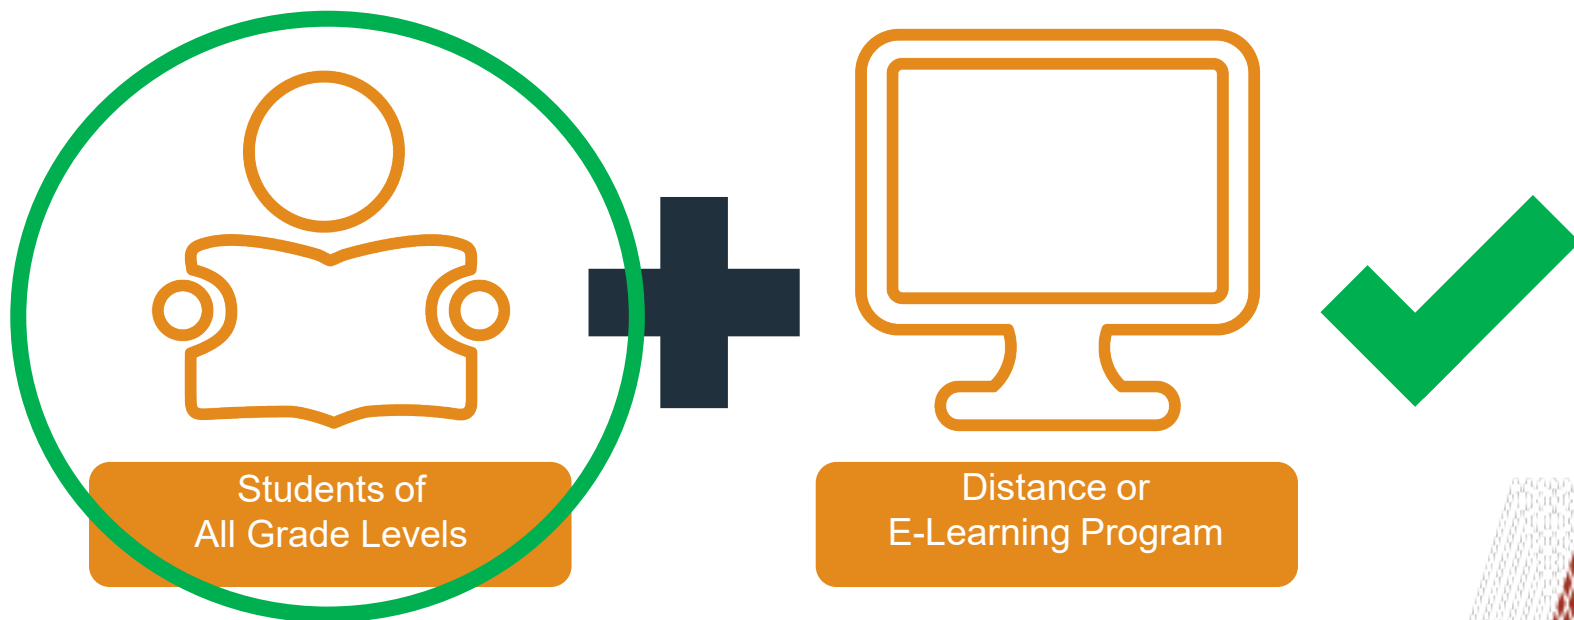 Students of
All Grade Levels
Distance or
E-Learning Program